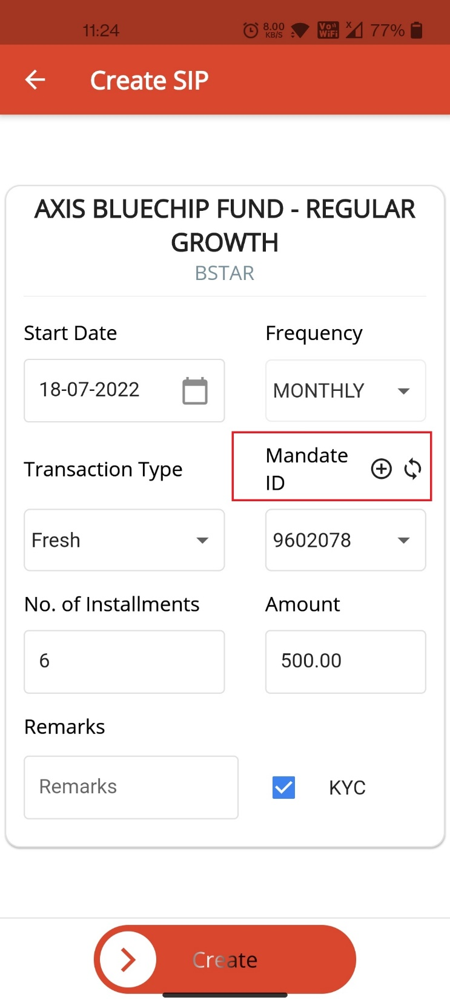 11:24 8.00 KB/S Vo WiFi X 77%
Create SIP
AXIS BLUECHIP FUND - REGULAR
GROWTH
BSTAR
Start Date Frequency
18-07-2022 MONTHLY
Transaction Type Mandate
ID
Fresh 9602078
No. of Installments Amount
6 500.00
Remarks
Remarks KYC
Create